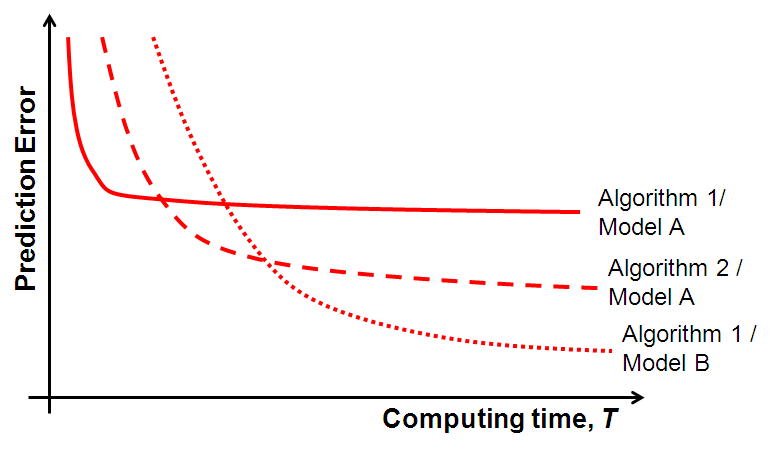 Prediction Error
Algorithm 1/
Model A
Algorithm 2 /
Model A
Algorithm 1 /
Model B
Computing time, T